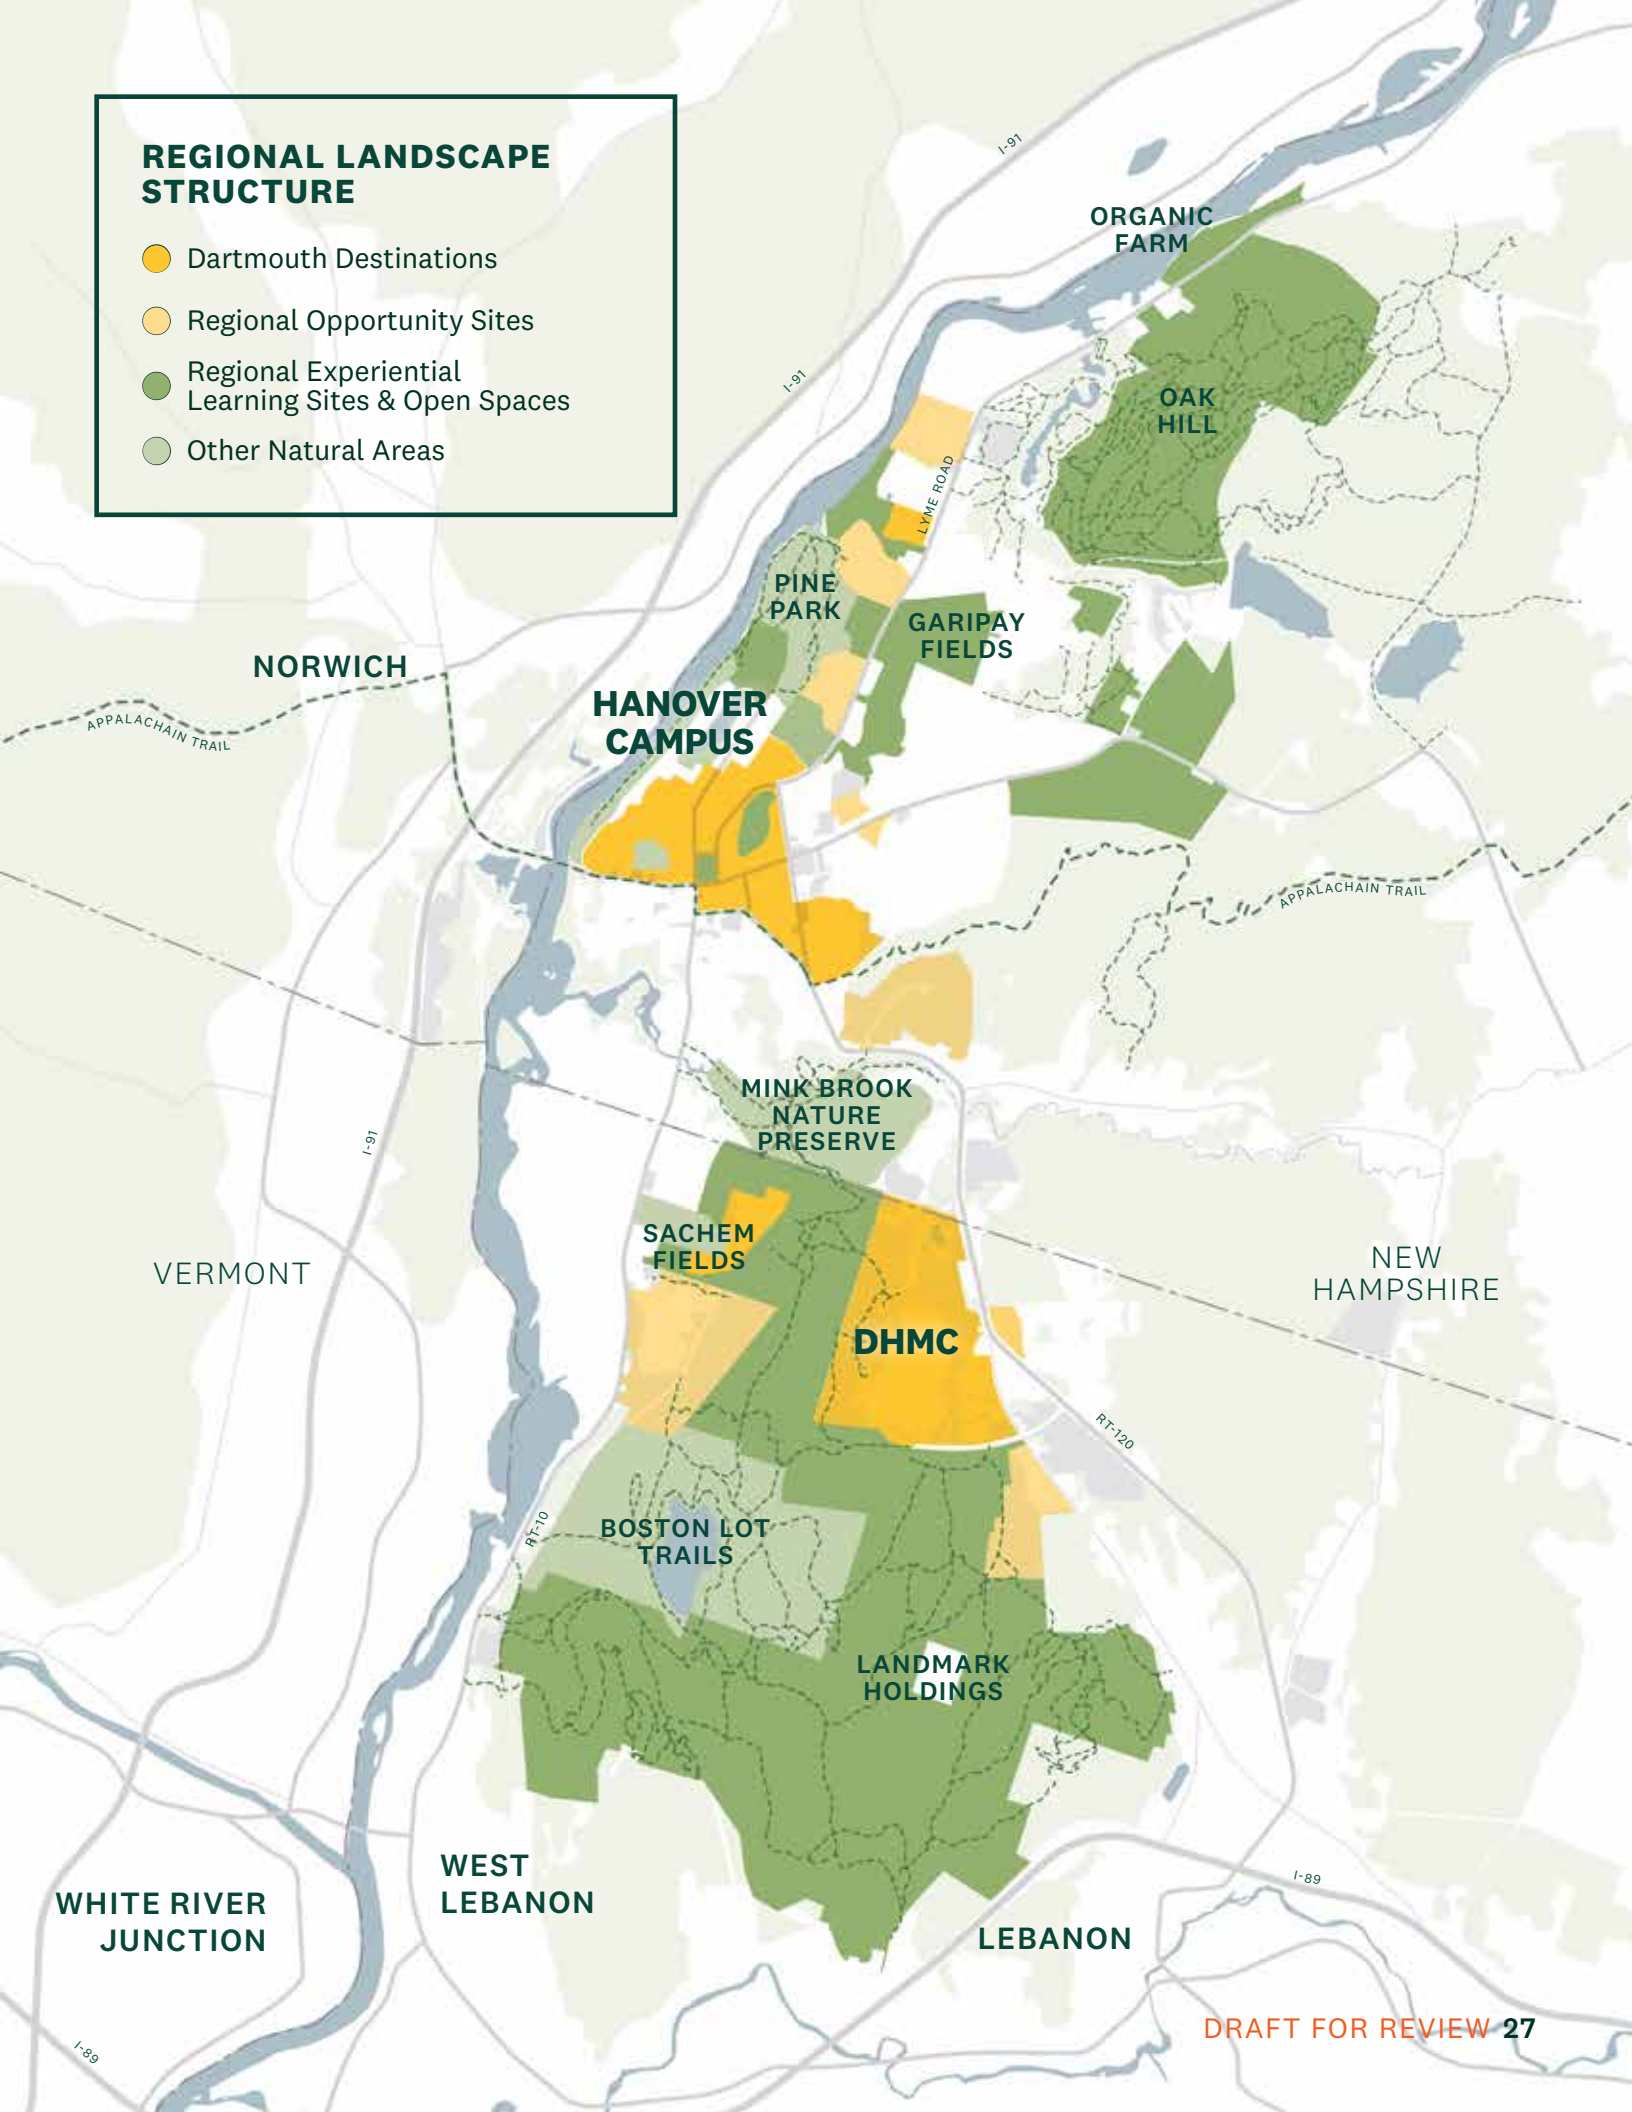 REGIONAL LANDSCAPE
STRUCTURE
Dartmouth Destinations
Regional Opportunity Sites
Regional Experiential
Learning Sites & Open Spaces
Other Natural Areas
I-91
ORGANIC
FARM
I-91
OAK
HILL
LYME ROAD
PINE
PARK
GARIPAY
FIELDS
NORWICH
APPALACHAIN TRAIL
HANOVER
CAMPUS
APPALACHAIN TRAIL
MINK BROOK
NATURE
PRESERVE
I-91
SACHEM
FIELDS
VERMONT
NEW
HAMPSHIRE
DHMC
RT-120
RT-10
BOSTON LOT
TRAILS
LANDMARK
HOLDINGS
WEST
LEBANON
WHITE RIVER
JUNCTION
I-89
LEBANON
I-89
DRAFT FOR REVIEW 27